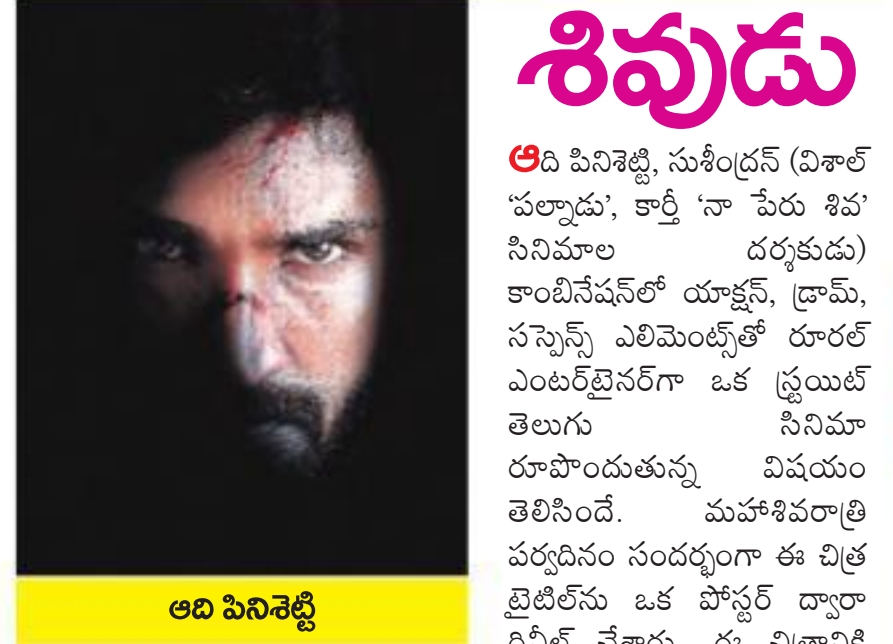 శివుడు
ఆది పినిశెట్టి, సుశీంద్రన్ (విశాల్
‘పల్నాడు’, కార్తీ ‘నా పేరు శివ’
సినిమాల దర్శకుడు)
కాంబినేషన్‌లో యాక్షన్, డ్రామ్,
సస్పెన్స్ ఎలిమెంట్స్‌తో రూరల్
ఎంటర్‌టైనర్‌గా ఒక స్ట్రయిట్
తెలుగు సినిమా
రూపొందుతున్న విషయం
తెలిసిందే. మహాశివరాత్రి
పర్వదినం సందర్భంగా ఈ చిత్ర
టైటిల్‌ను ఒక పోస్టర్ ద్వారా
ఆది పినిశెట్టి